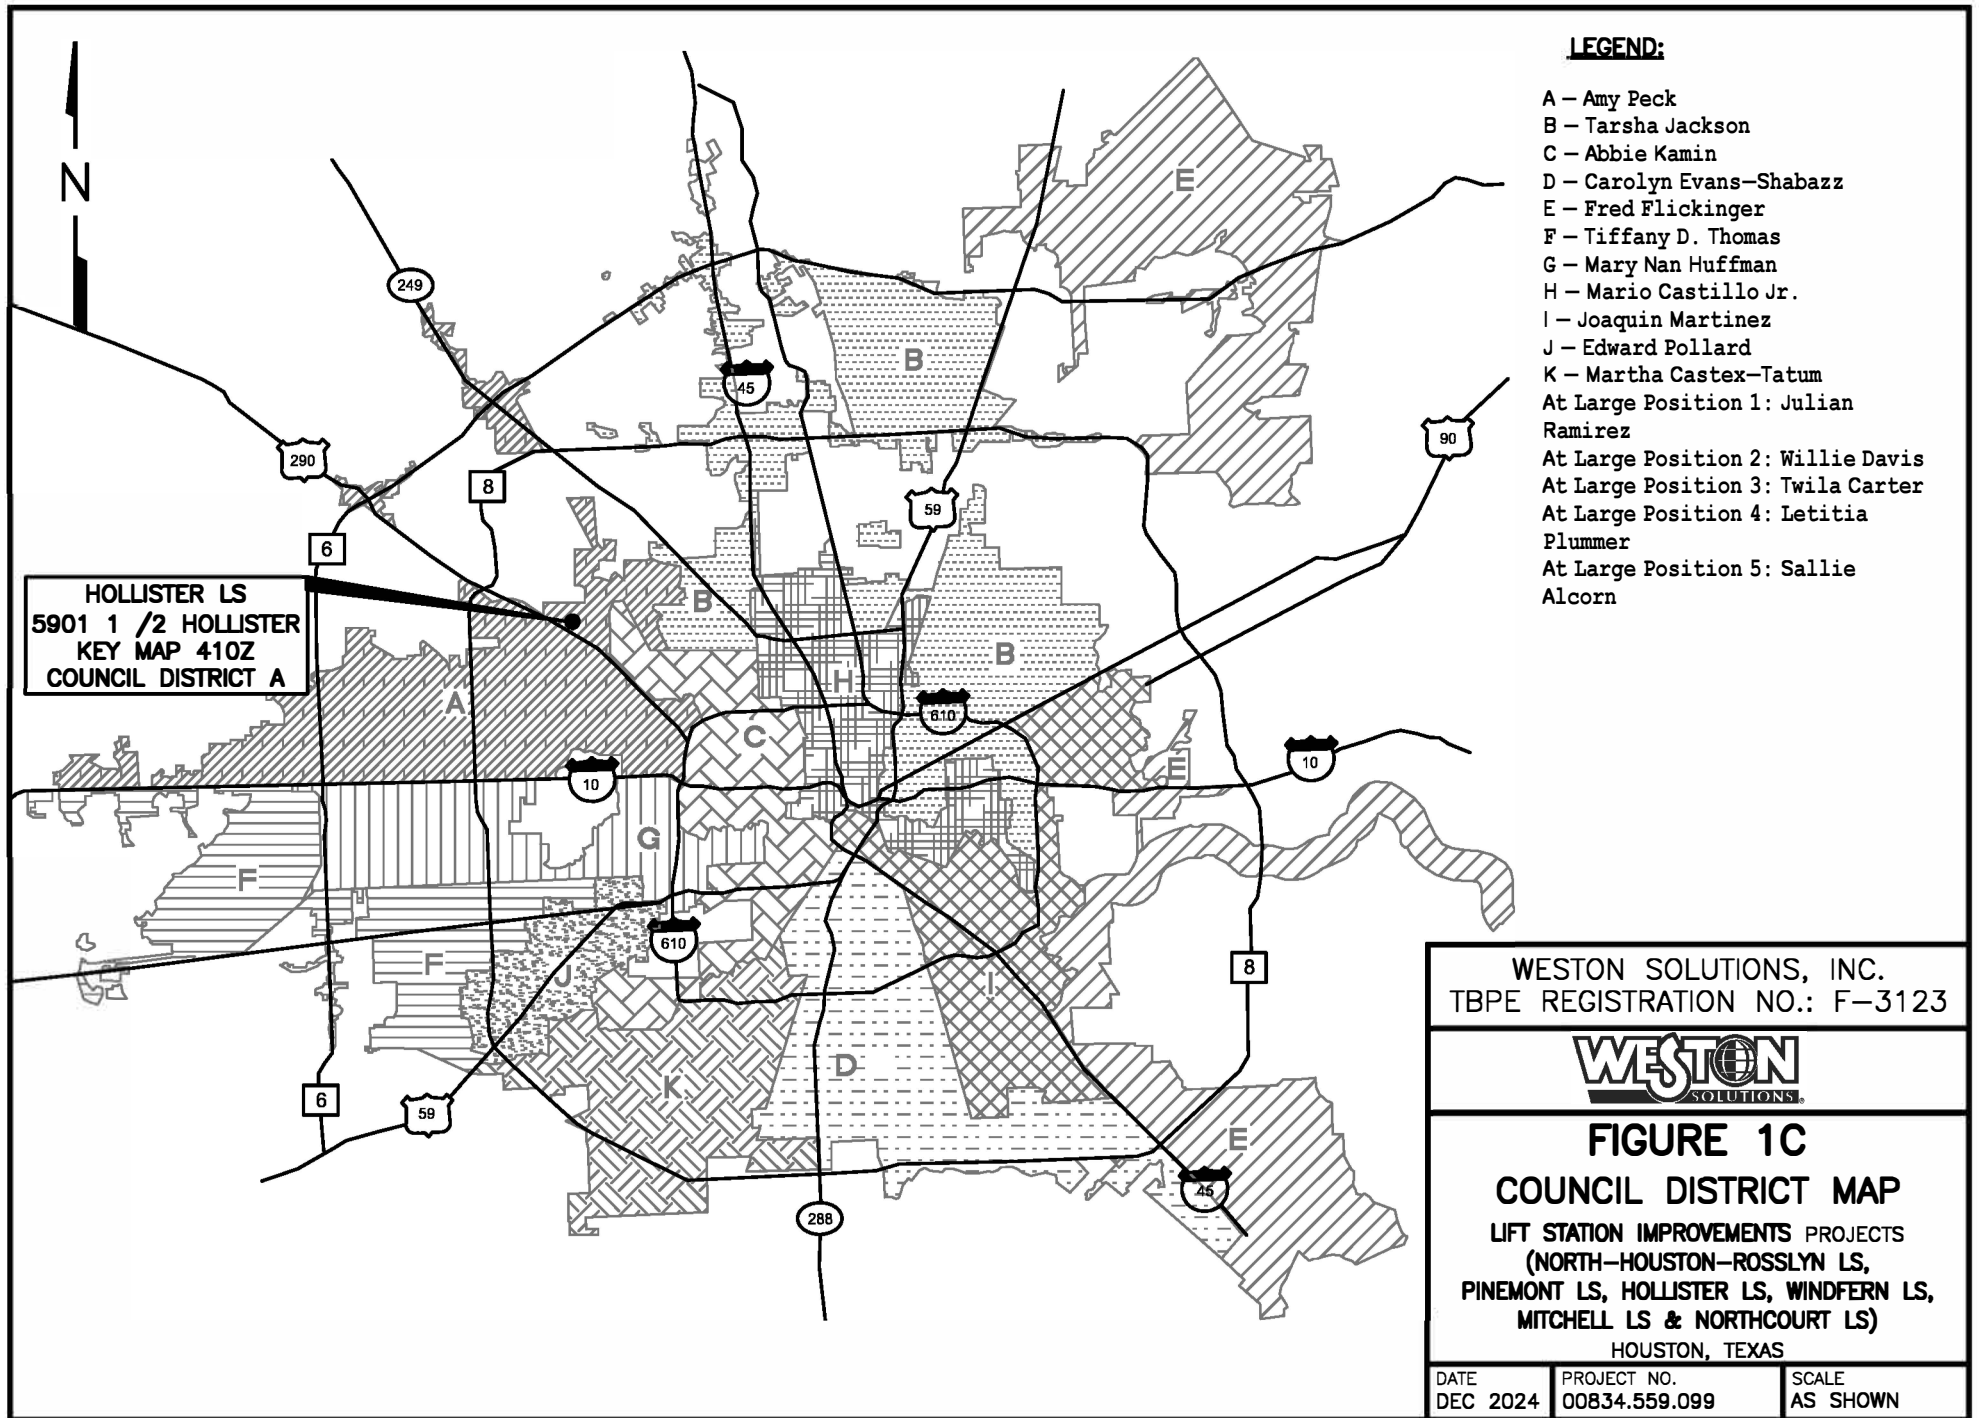 LEGEND:
A – Amy Peck
B – Tarsha Jackson
C – Abbie Kamin
D – Carolyn Evans–Shabazz
E – Fred Flickinger
F – Tiffany D. Thomas
G – Mary Nan Huffman
H – Mario Castillo Jr.
I – Joaquin Martinez
J – Edward Pollard
K – Martha Castex–Tatum
At Large Position 1: Julian
Ramirez
At Large Position 2: Willie Davis
At Large Position 3: Twila Carter
At Large Position 4: Letitia
Plummer
At Large Position 5: Sallie
Alcorn
N
E
249
B
45
290
90
8
59
6
HOLLISTER LS
5901 1 /2 HOLLISTER
KEY MAP 410Z
COUNCIL DISTRICT A
B
B
H
A
610
C
E
10
10
G
F
610
F
J
I
8
D
K
6
59
E
45
288
WESTON SOLUTIONS, INC.
TBPE REGISTRATION NO.: F–3123
WESTON
SOLUTIONS®
FIGURE 1C
COUNCIL DISTRICT MAP
LIFT STATION IMPROVEMENTS PROJECTS
(NORTH–HOUSTON–ROSSLYN LS,
PINEMONT LS, HOLLISTER LS, WINDFERN LS,
MITCHELL LS & NORTHCOURT LS)
HOUSTON, TEXAS
DATE
DEC 2024
PROJECT NO.
00834.559.099
SCALE
AS SHOWN